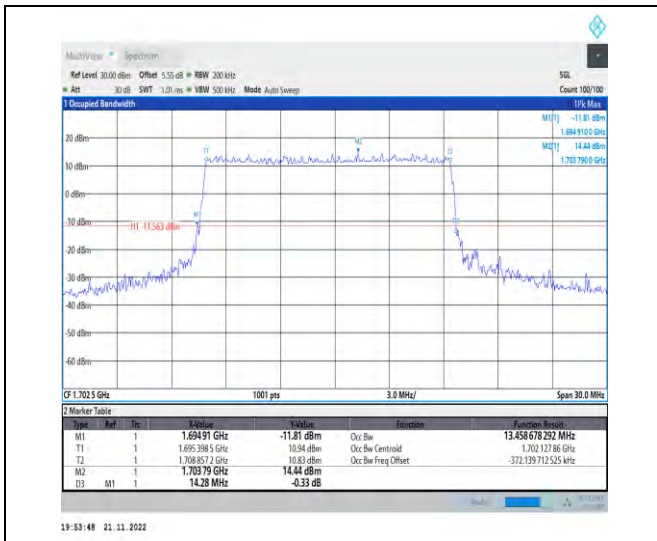 MultiView Spectrum
Ref Level 30.00 dBm Offset 5.55 dB RBW 200 kHz SGL
Att 30 dB SWT 1.01 ms VBW 500 kHz Mode Auto Sweep Count 100/100
1 Occupied Bandwidth 1Pk Max
M1[1] -11.81 dBm
1.694 910 0 GHz
M2[1] 14.44 dBm
1.703 790 0 GHz
20 dBm
M2
T1
10 dBm
0 dBm
-10 dBm
M1
H1 -11.563 dBm
-20 dBm
-30 dBm
-40 dBm
-50 dBm
-60 dBm
CF 1.702 5 GHz 1001 pts 3.0 MHz/ Span 30.0 MHz
2 Marker Table
Type Ref Trc X-Value Y-Value Function Function Result
M1 1 1.694 91 GHz -11.81 dBm Occ Bw 13.458 678 292 MHz
T1 1 1.695 398 5 GHz 10.94 dBm Occ Bw Centroid 1.702 127 86 GHz
T2 1 1.708 857 2 GHz 10.83 dBm Occ Bw Freq Offset -372.139 712 525 kHz
M2 1 1.703 79 GHz 14.44 dBm
D3 M1 1 14.28 MHz -0.33 dB
19:53:48 21.11.2022